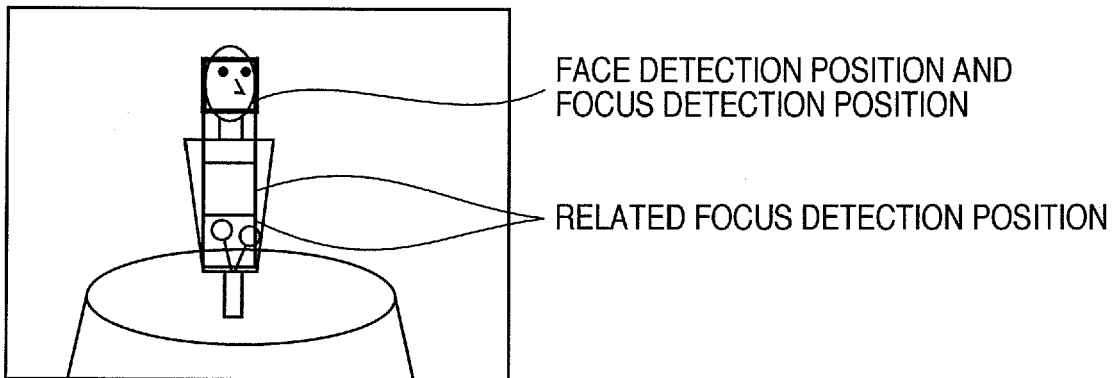 FACE DETECTION POSITION AND
FOCUS DETECTION POSITION
RELATED FOCUS DETECTION POSITION